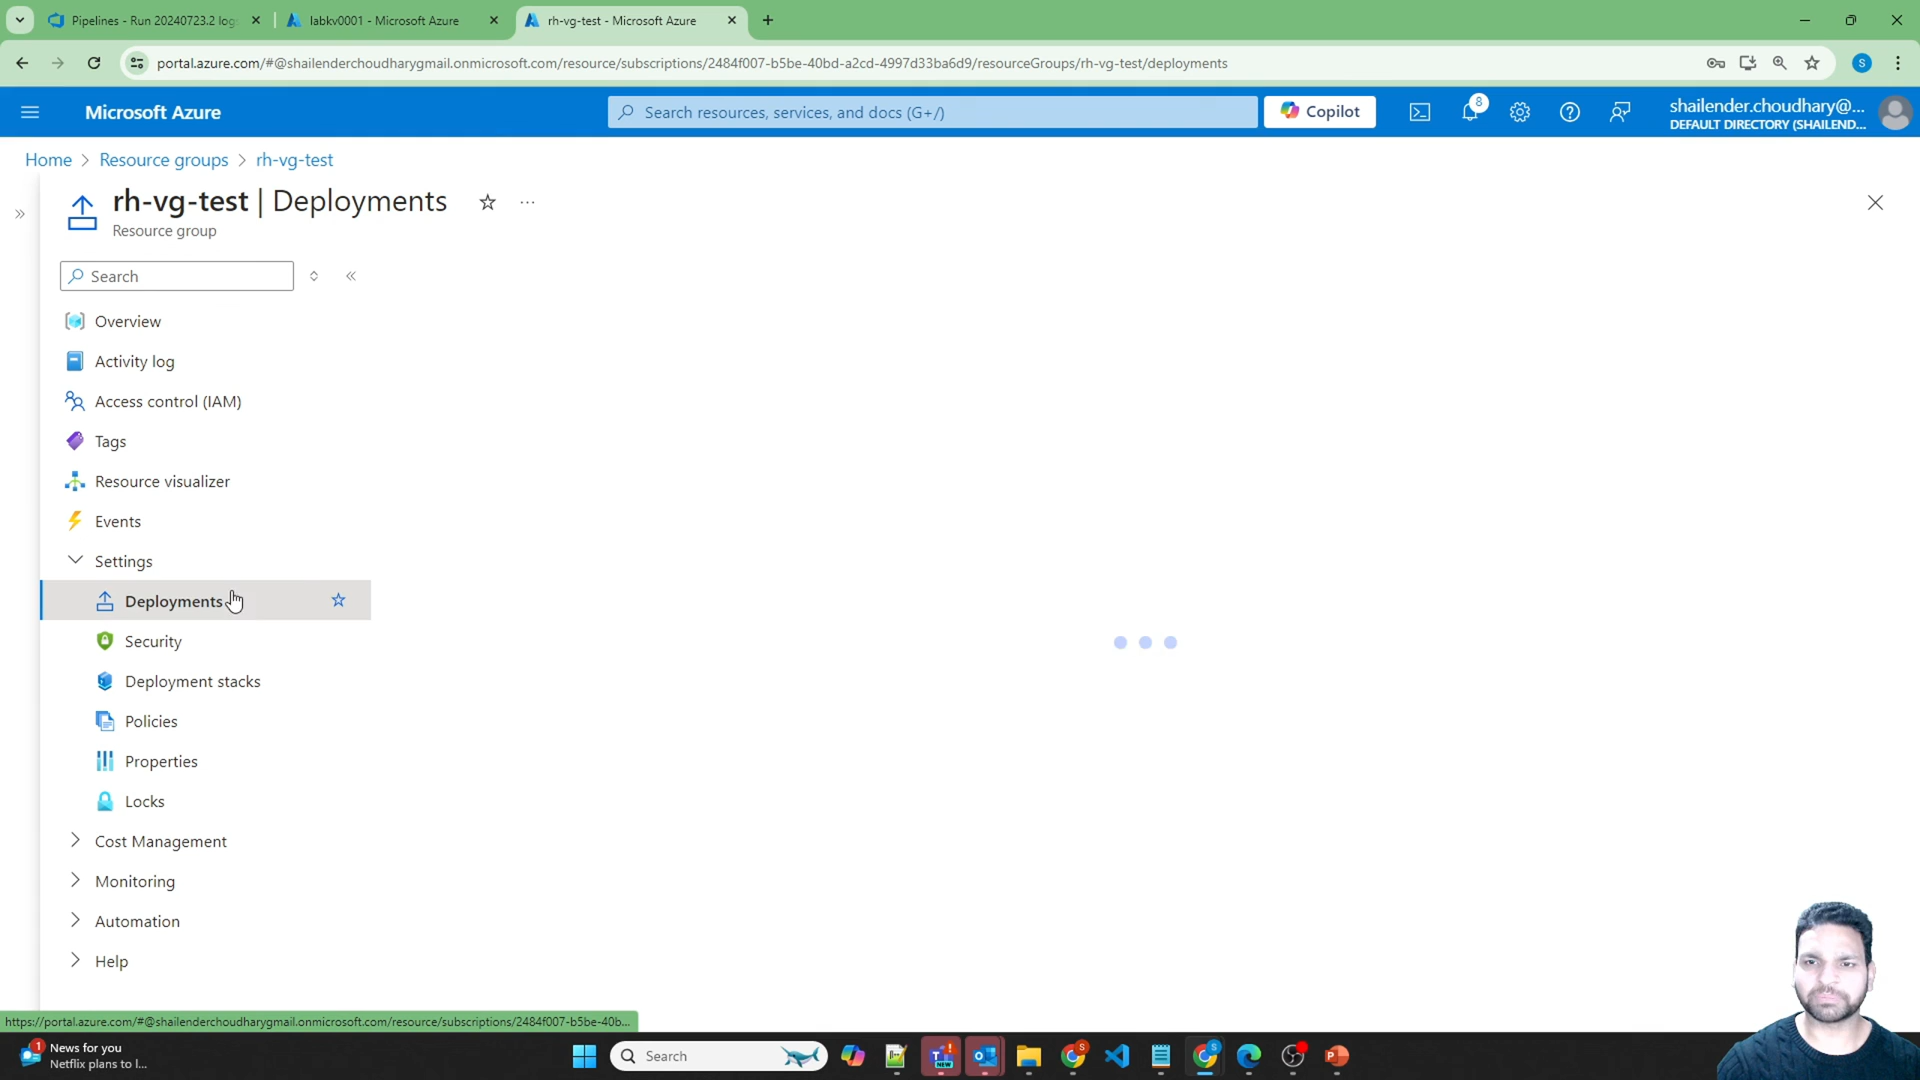 Pipelines - Run 20240723.2 log
labkv0001 - Microsoft Azure
rh-vg-test - Microsoft Azure
portal.azure.com/#@shailenderchoudharygmail.onmicrosoft.com/resource/subscriptions/2484f007-b5be-40bd-a2cd-4997d33ba6d9/resourceGroups/rh-vg-test/deployments
S
Microsoft Azure
Search resources, services, and docs (G+/)
Copilot
8
shailender.choudhary@...
DEFAULT DIRECTORY (SHAILEND...
Home > Resource groups > rh-vg-test
rh-vg-test | Deployments
Resource group
Search
Overview
Activity log
Access control (IAM)
Tags
Resource visualizer
Events
Settings
Deployments
Security
Deployment stacks
Policies
Properties
Locks
Cost Management
Monitoring
Automation
Help
https://portal.azure.com/#@shailenderchoudharygmail.onmicrosoft.com/resource/subscriptions/2484f007-b5be-40b...
1
News for you
Netflix plans to l...
Search
NEW
S
S